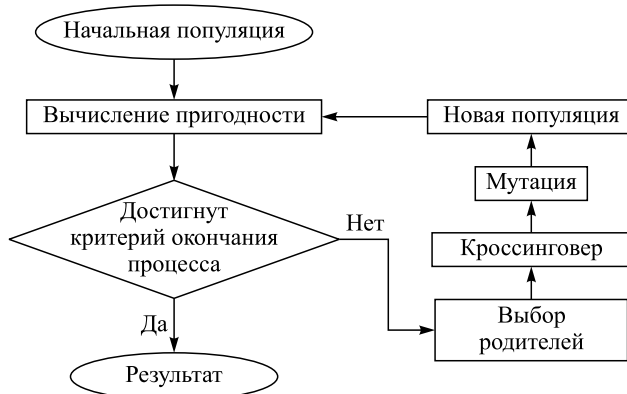 Начальная популяция
Вычисление пригодности
Новая популяция
Мутация
Достигнут
критерий окончания
процесса
Нет
Кроссинговер
Выбор
родителей
Да
Результат